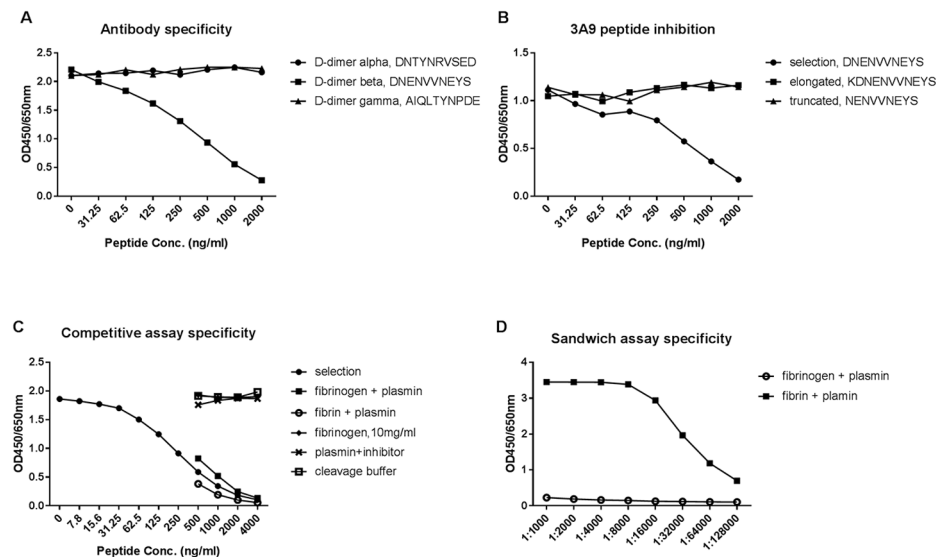 A
Antibody specificity
2.5
2.0
1.5
1.0
0.5
0.0
OD450/650nm
0
31.25
62.5
125
250
500
1000
2000
Peptide Conc. (ng/ml)
D-dimer alpha, DNTYNRVSED
D-dimer beta, DNENVVNEYS
D-dimer gamma, AIQLTYNPDE
B
3A9 peptide inhibition
1.5
1.0
0.5
0.0
OD450/650nm
0
31.25
62.5
125
250
500
1000
2000
Peptide Conc. (ng/ml)
selection, DNENVVNEYS
elongated, KDNENVVNEYS
truncated, NENVVNEYS
C
Competitive assay specificity
2.5
2.0
1.5
1.0
0.5
0.0
OD450/650nm
0
7.8
15.6
31.25
62.5
125
250
500
1000
2000
4000
Peptide Conc. (ng/ml)
selection
fibrinogen + plasmin
fibrin + plasmin
fibrinogen,10mg/ml
plasmin+inhibitor
cleavage buffer
D
Sandwich assay specificity
4
3
2
1
0
OD450/650nm
1:1000
1:2000
1:4000
1:8000
1:16000
1:32000
1:64000
1:128000
fibrinogen + plasmin
fibrin + plamin